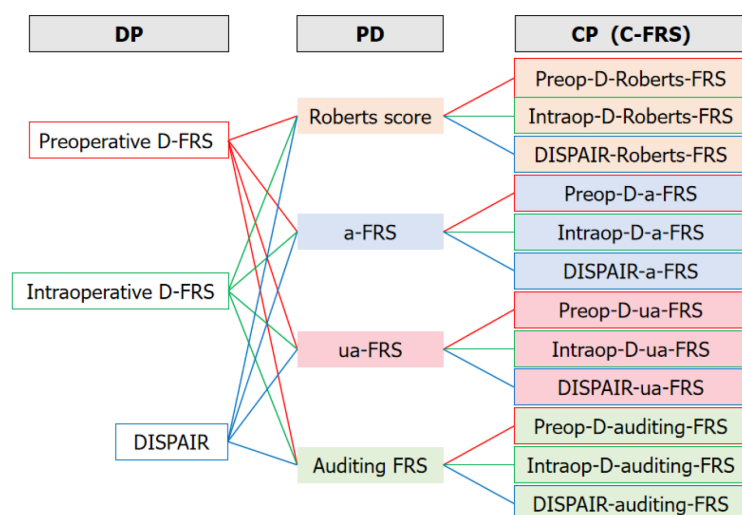 DP
PD
CP (C-FRS)
Preoperative D-FRS
Intraoperative D-FRS
DISPAIR
Roberts score
a-FRS
ua-FRS
Auditing FRS
Preop-D-Roberts-FRS
Intraop-D-Roberts-FRS
DISPAIR-Roberts-FRS
Preop-D-a-FRS
Intraop-D-a-FRS
DISPAIR-a-FRS
Preop-D-ua-FRS
Intraop-D-ua-FRS
DISPAIR-ua-FRS
Preop-D-auditing-FRS
Intraop-D-auditing-FRS
DISPAIR-auditing-FRS